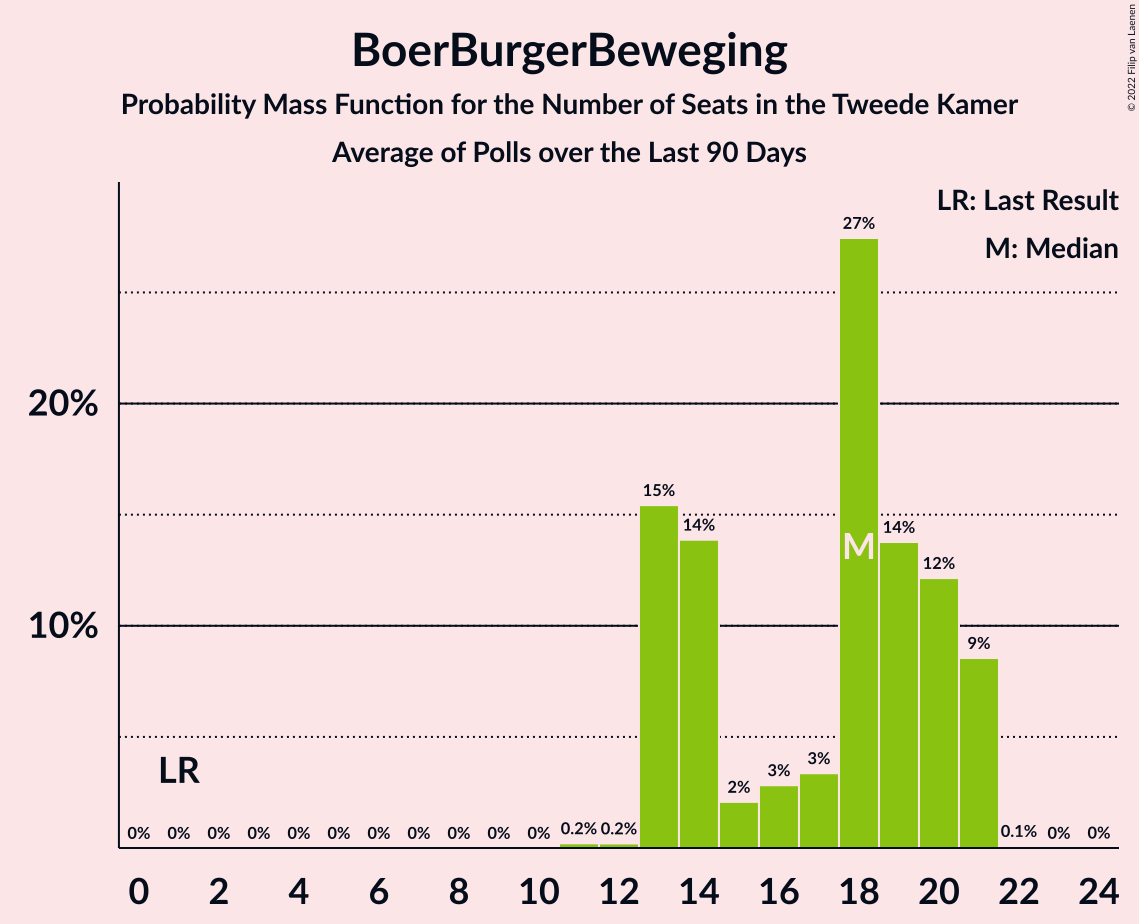 BoerBurgerBeweging
Probability Mass Function for the Number of Seats in the Tweede Kamer
Average of Polls over the Last 90 Days
© 2022 Filip van Laenen
LR: Last Result
M: Median
27%
20%
15%
14%
M
14%
12%
10%
9%
LR
2%
3%
3%
0% 0% 0% 0% 0% 0% 0% 0% 0% 0% 0% 0.2% 0.2% 0.1% 0% 0%
0 2 4 6 8 10 12 14 16 18 20 22 24